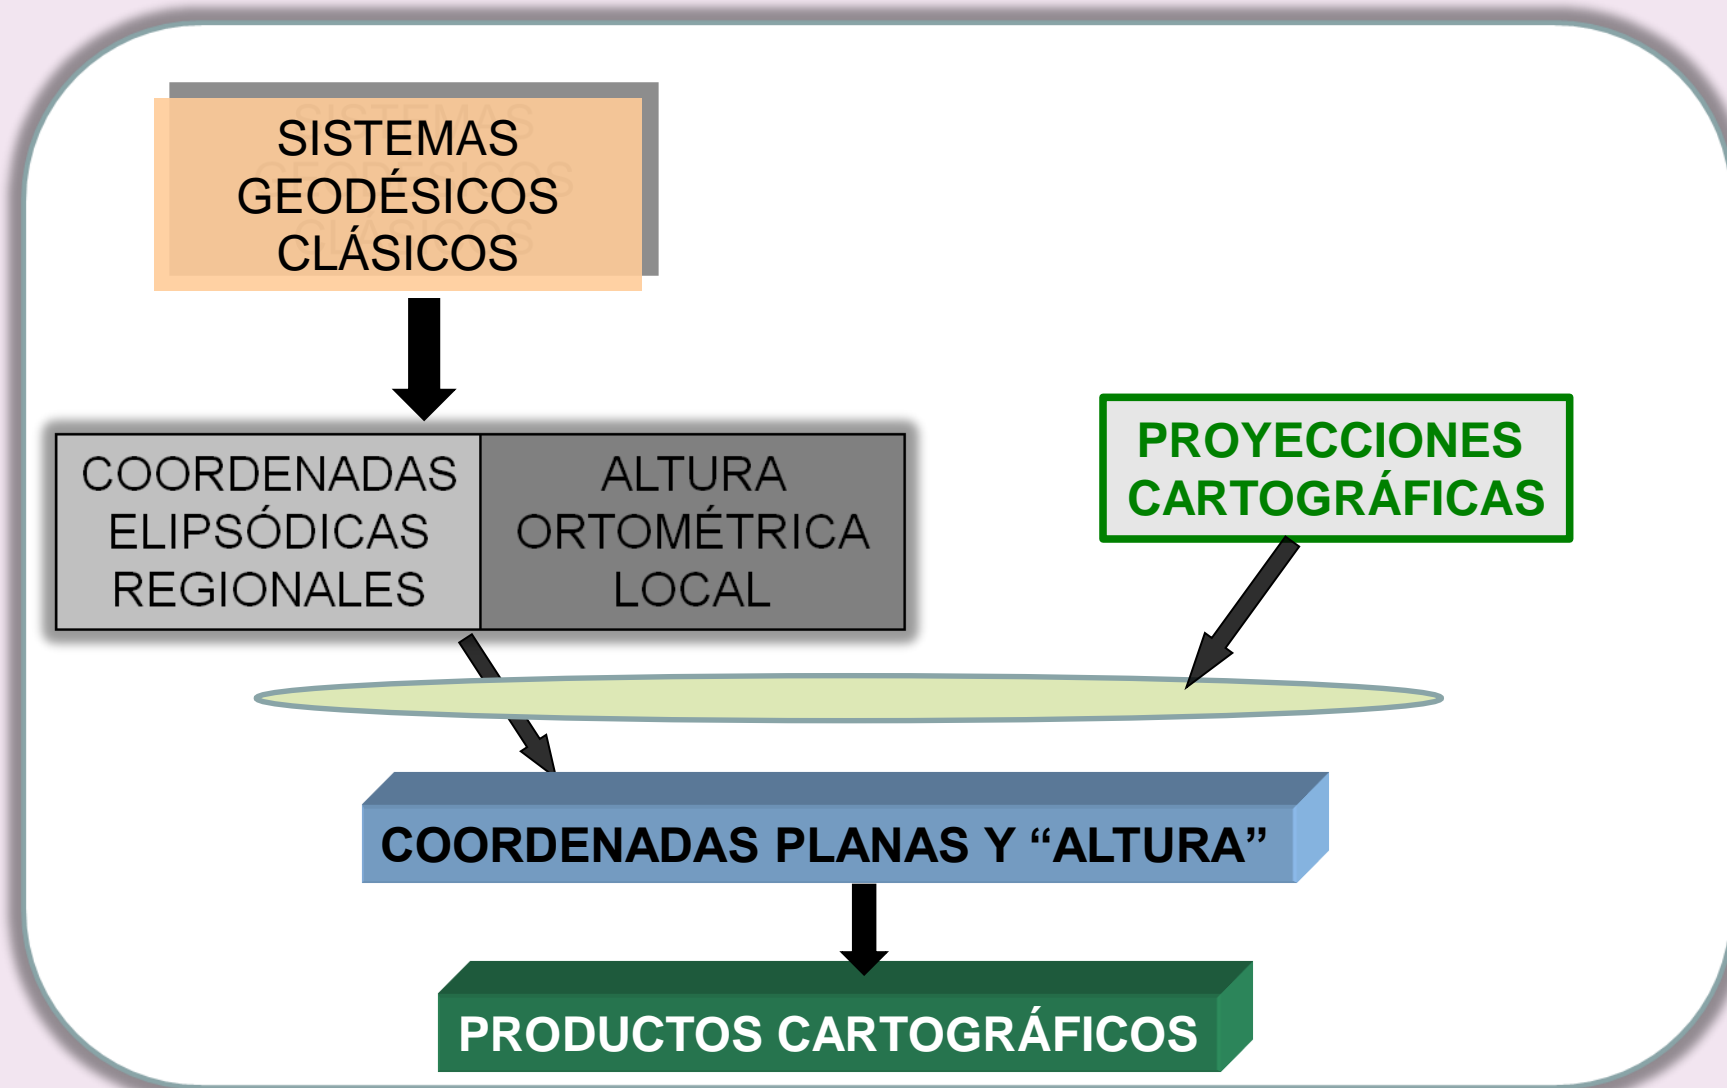 SISTEMAS
GEODÉSICOS
CLÁSICOS
COORDENADAS
ELIPSÓDICAS
REGIONALES
ALTURA
ORTOMÉTRICA
LOCAL
PROYECCIONES
CARTOGRÁFICAS
COORDENADAS PLANAS Y “ALTURA”
PRODUCTOS CARTOGRÁFICOS